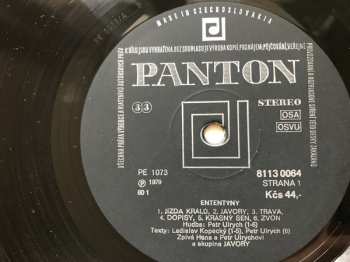 MADE IN CZECHOSLOVAKIA
PANTON
33
STEREO
OSA
OSVU
PE 1073
℗ 1979
80 1
8113 0064
STRANA 1
Kčs 44,-
ENTENTYNY
1. JÍZDA KRÁLŮ, 2. JAVORY, 3. TRÁVA,
4. DOPISY, 5. KRÁSNÝ SEN, 6. ZVON
Hudba: Petr Ulrych (1-6)
Texty: Ladislav Kopecký (1-5), Petr Ulrych (6)
Zpívá Hana a Petr Ulrychovi
a skupina JAVORY